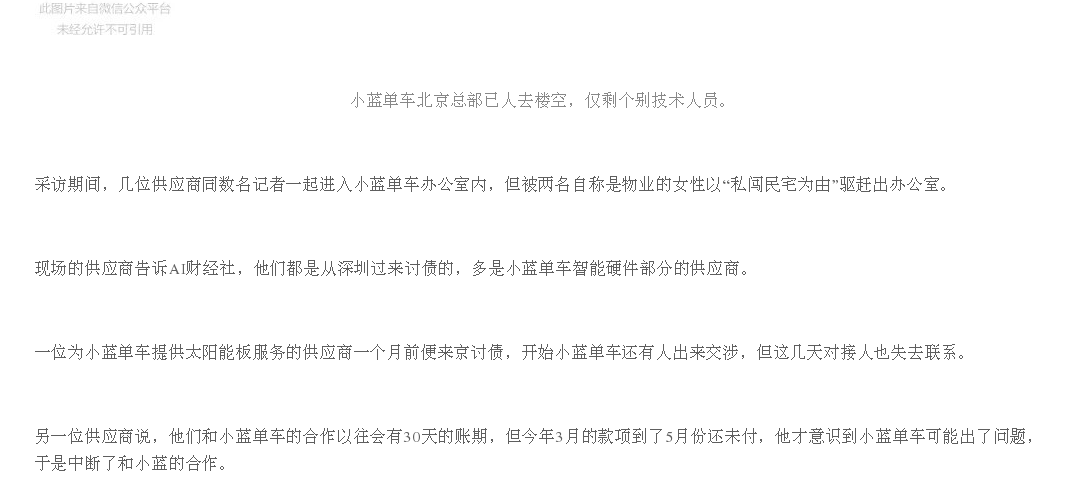 此图片来自微信公众平台
未经允许不可引用
小蓝单车北京总部已人去楼空，仅剩个别技术人员。
采访期间，几位供应商同数名记者一起进入小蓝单车办公室内，但被两名自称是物业的女性以“私闯民宅为由”驱赶出办公室。
现场的供应商告诉AI财经社，他们都是从深圳过来讨债的，多是小蓝单车智能硬件部分的供应商。
一位为小蓝单车提供太阳能板服务的供应商一个月前便来京讨债，开始小蓝单车还有人出来交涉，但这几天对接人也失去联系。
另一位供应商说，他们和小蓝单车的合作以往会有30天的账期，但今年3月的款项到了5月份还未付，他才意识到小蓝单车可能出了问题，
于是中断了和小蓝的合作。